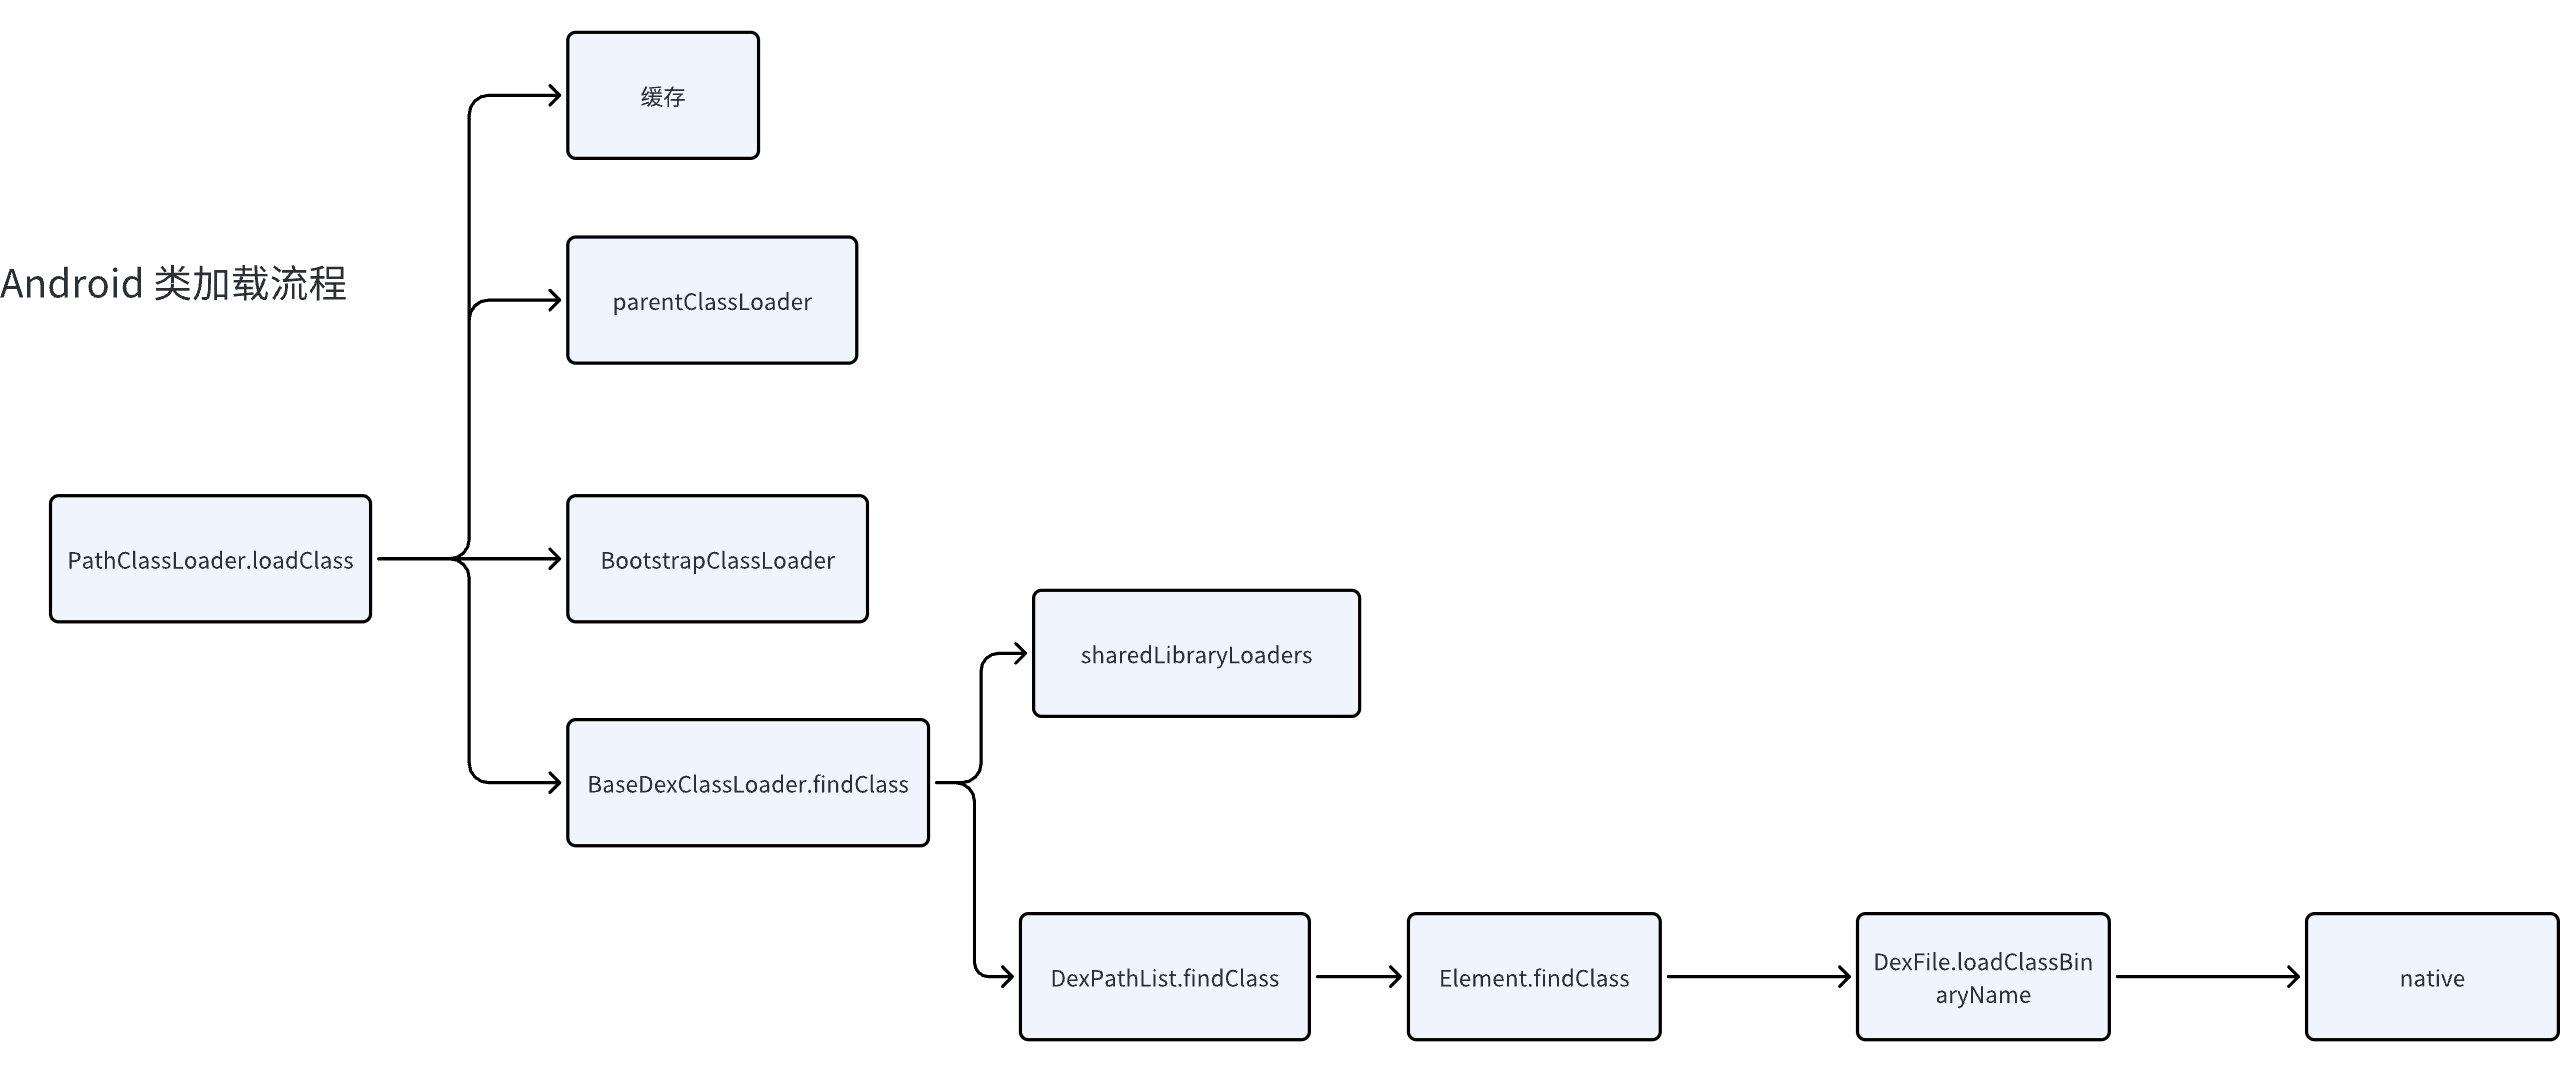 缓存
Android 类加载流程
parentClassLoader
PathClassLoader.loadClass
BootstrapClassLoader
sharedLibraryLoaders
BaseDexClassLoader.findClass
DexPathList.findClass
Element.findClass
DexFile.loadClassBin
aryName
native